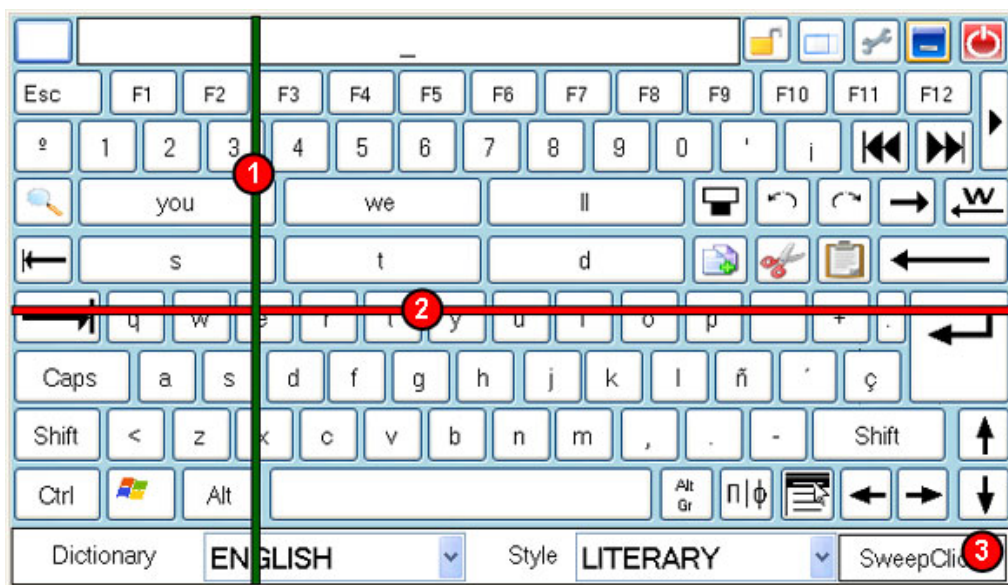 _
Esc F1 F2 F3 F4 F5 F6 F7 F8 F9 F10 F11 F12
º 1 2 3 4 5 6 7 8 9 0 ' ¡
1
you we ll W
s t d
q w e r t 2 y u i o p + .
Caps a s d f g h j k l ñ ´ ç
Shift < z x c v b n m , . - Shift
Ctrl Alt Alt Gr П|ф
Dictionary ENGLISH Style LITERARY 3